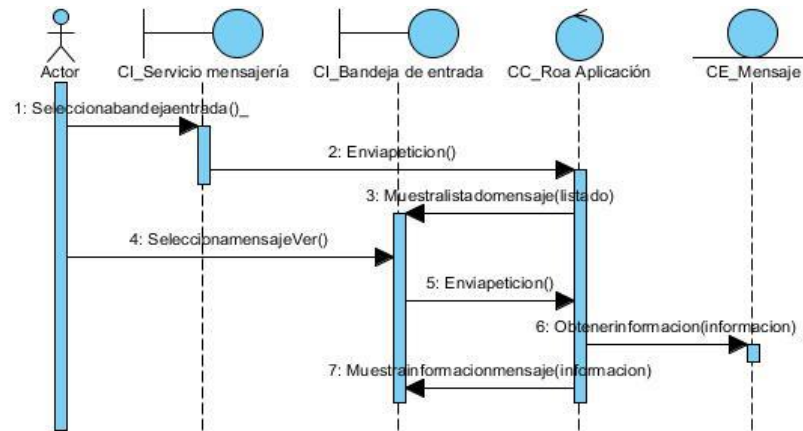 Actor
CI_Servicio mensajería
CI_Bandeja de entrada
CC_Roa Aplicación
CE_Mensaje
1: Seleccionabandejaentrada()_
2: Enviapeticion()
3: Muestralistadomensaje(listado)
4: SeleccionamensajeVer()
5: Enviapeticion()
6: Obtenerinformacion(informacion)
7: Muestrainformacionmensaje(informacion)